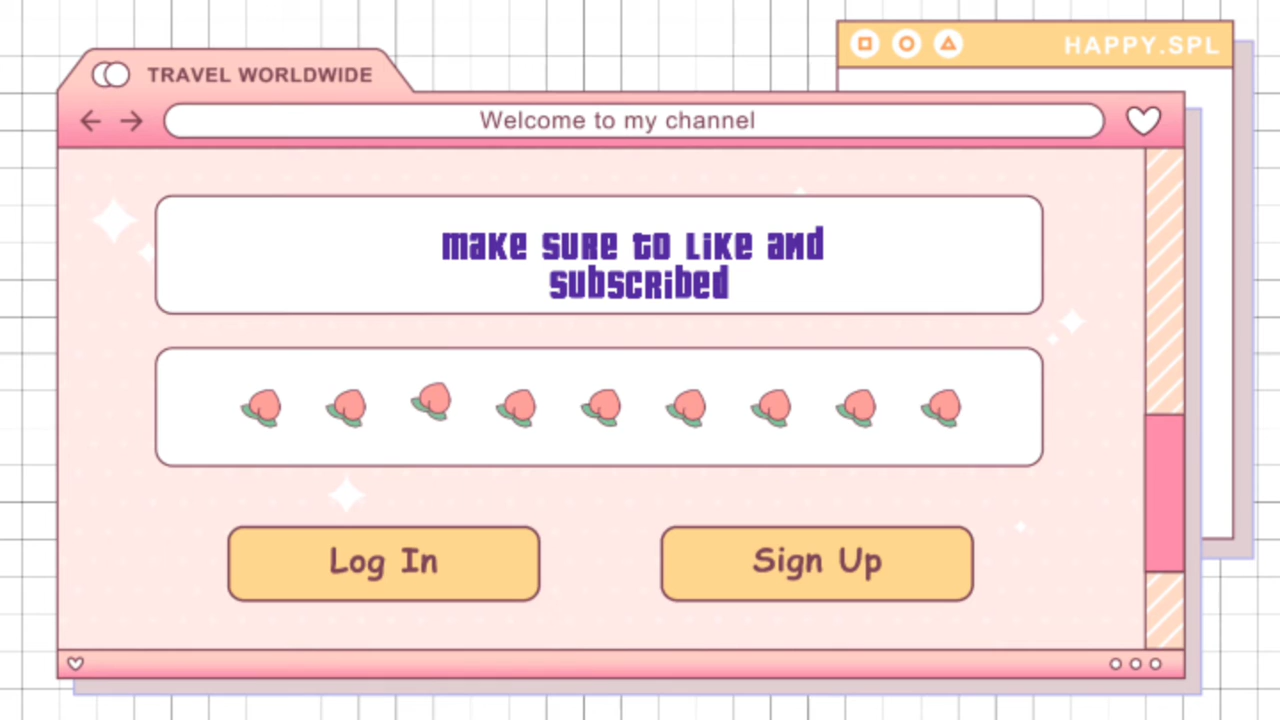 HAPPY.SPL
TRAVEL WORLDWIDE
Welcome to my channel
make sure to like and
subscribed
Log In
Sign Up